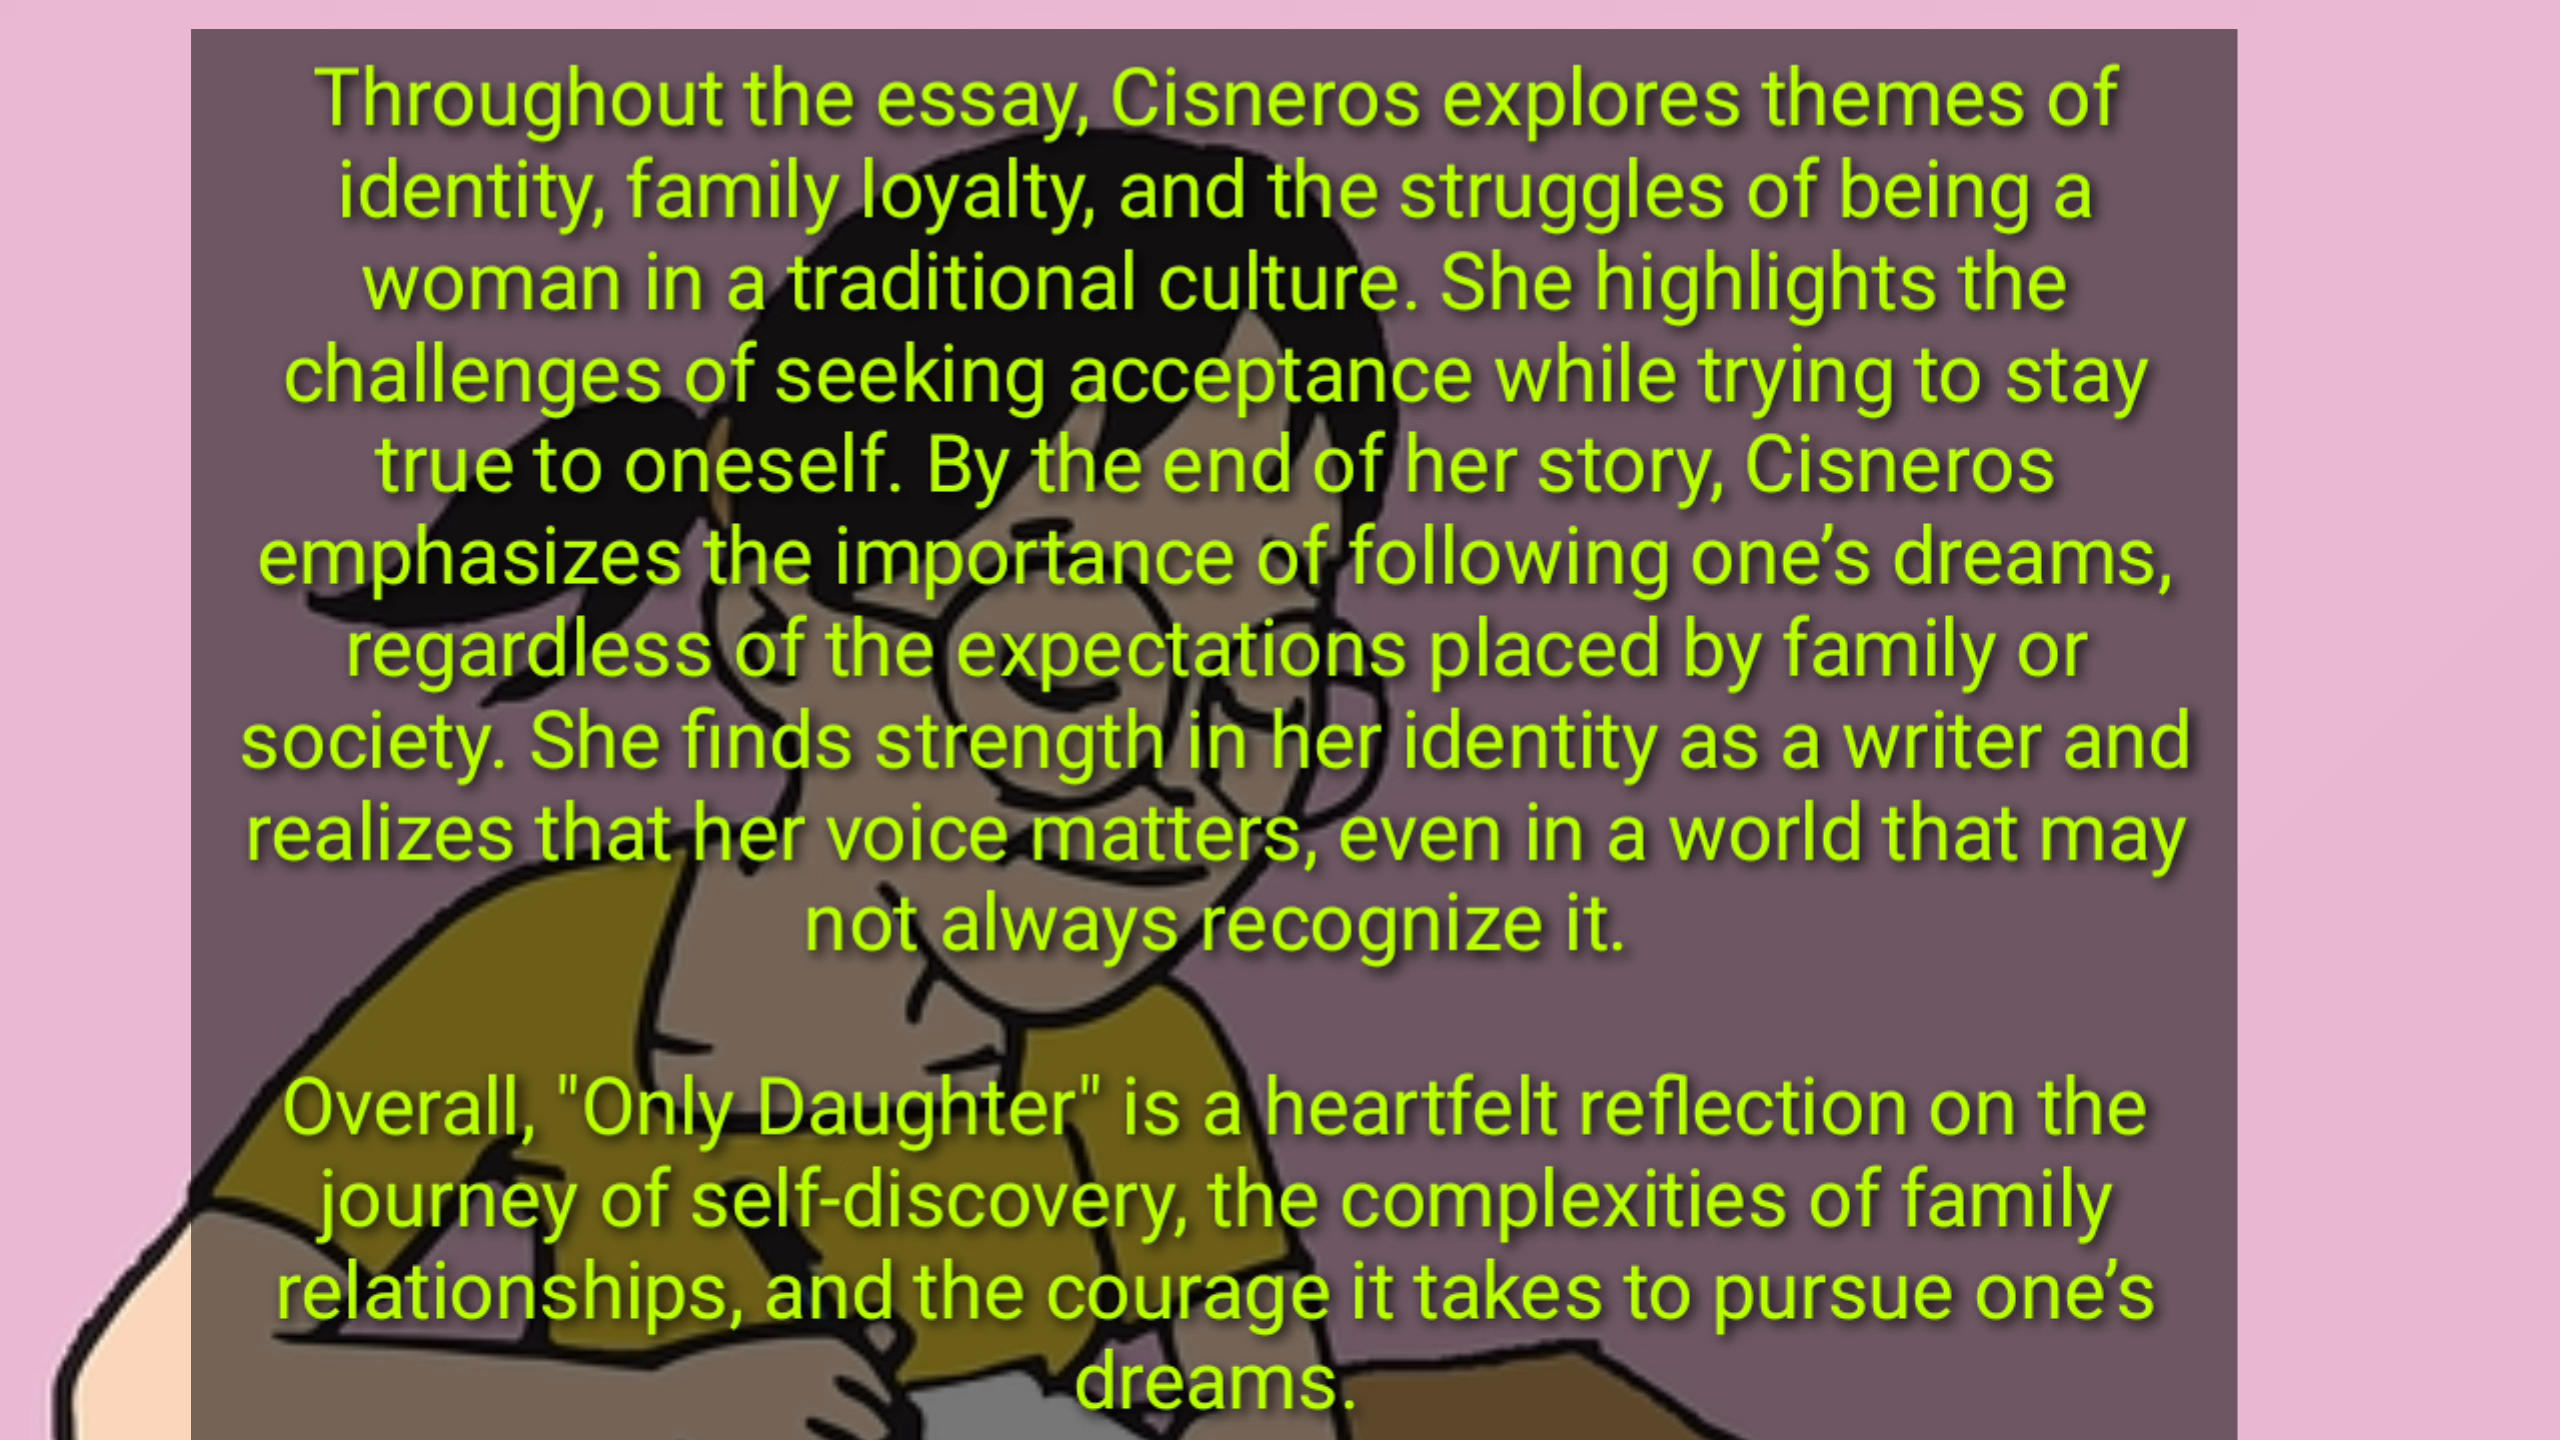 Throughout the essay, Cisneros explores themes of
identity, family loyalty, and the struggles of being a
woman in a traditional culture. She highlights the
challenges of seeking acceptance while trying to stay
true to oneself. By the end of her story, Cisneros
emphasizes the importance of following one’s dreams,
regardless of the expectations placed by family or
society. She finds strength in her identity as a writer and
realizes that her voice matters, even in a world that may
not always recognize it.
Overall, "Only Daughter" is a heartfelt reflection on the
journey of self-discovery, the complexities of family
relationships, and the courage it takes to pursue one’s
dreams.